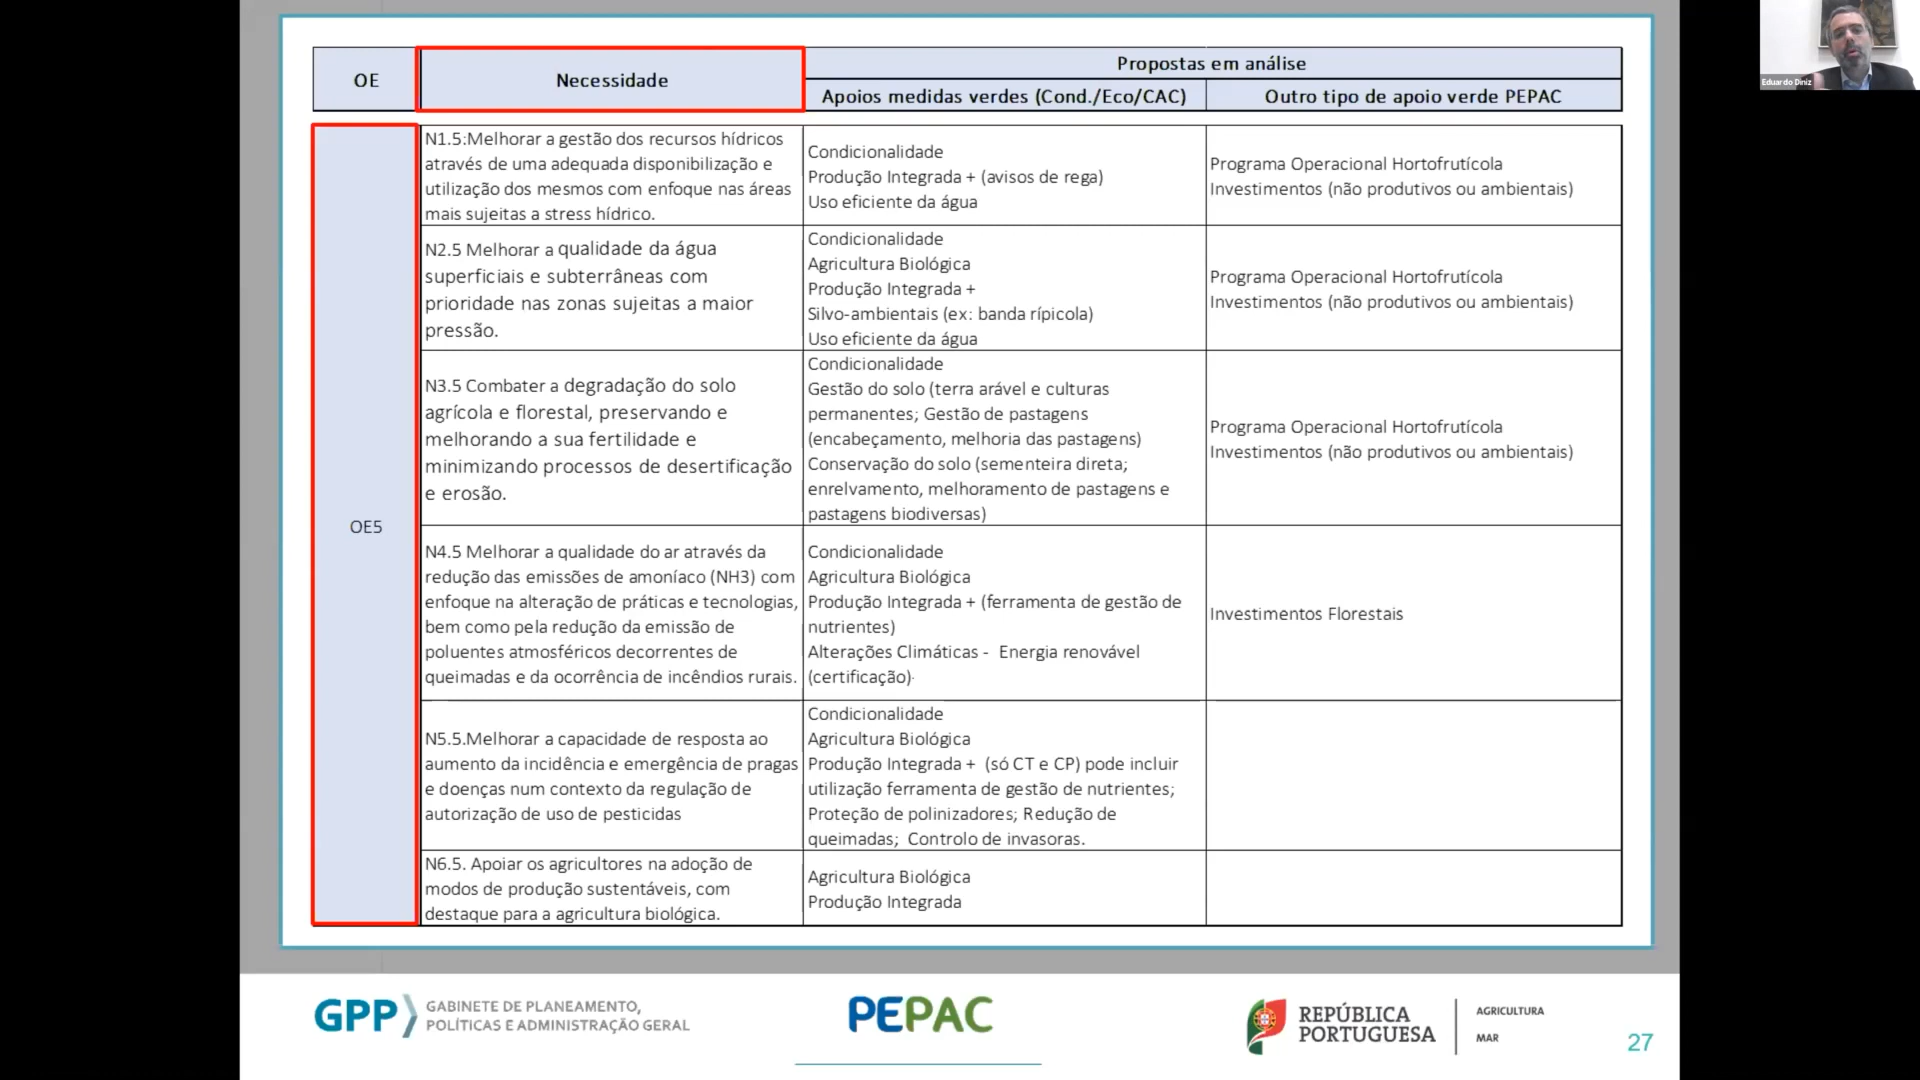 Eduardo Diniz
OE
Necessidade
Propostas em análise
Apoios medidas verdes (Cond./Eco/CAC)
Outro tipo de apoio verde PEPAC
OE5
N1.5:Melhorar a gestão dos recursos hídricos
através de uma adequada disponibilização e
utilização dos mesmos com enfoque nas áreas
mais sujeitas a stress hídrico.
Condicionalidade
Produção Integrada + (avisos de rega)
Uso eficiente da água
Programa Operacional Hortofrutícola
Investimentos (não produtivos ou ambientais)
N2.5 Melhorar a qualidade da água
superficiais e subterrâneas com
prioridade nas zonas sujeitas a maior
pressão.
Condicionalidade
Agricultura Biológica
Produção Integrada +
Silvo-ambientais (ex: banda rípicola)
Uso eficiente da água
Programa Operacional Hortofrutícola
Investimentos (não produtivos ou ambientais)
N3.5 Combater a degradação do solo
agrícola e florestal, preservando e
melhorando a sua fertilidade e
minimizando processos de desertificação
e erosão.
Condicionalidade
Gestão do solo (terra arável e culturas
permanentes; Gestão de pastagens
(encabeçamento, melhoria das pastagens)
Conservação do solo (sementeira direta;
enrelvamento, melhoramento de pastagens e
pastagens biodiversas)
Programa Operacional Hortofrutícola
Investimentos (não produtivos ou ambientais)
N4.5 Melhorar a qualidade do ar através da
redução das emissões de amoníaco (NH3) com
enfoque na alteração de práticas e tecnologias,
bem como pela redução da emissão de
poluentes atmosféricos decorrentes de
queimadas e da ocorrência de incêndios rurais.
Condicionalidade
Agricultura Biológica
Produção Integrada + (ferramenta de gestão de
nutrientes)
Alterações Climáticas - Energia renovável
(certificação)
Investimentos Florestais
N5.5.Melhorar a capacidade de resposta ao
aumento da incidência e emergência de pragas
e doenças num contexto da regulação de
autorização de uso de pesticidas
Condicionalidade
Agricultura Biológica
Produção Integrada + (só CT e CP) pode incluir
utilização ferramenta de gestão de nutrientes;
Proteção de polinizadores; Redução de
queimadas; Controlo de invasoras.
N6.5. Apoiar os agricultores na adoção de
modos de produção sustentáveis, com
destaque para a agricultura biológica.
Agricultura Biológica
Produção Integrada
GPP
GABINETE DE PLANEAMENTO,
POLÍTICAS E ADMINISTRAÇÃO GERAL
PEPAC
REPÚBLICA
PORTUGUESA
AGRICULTURA
MAR
27